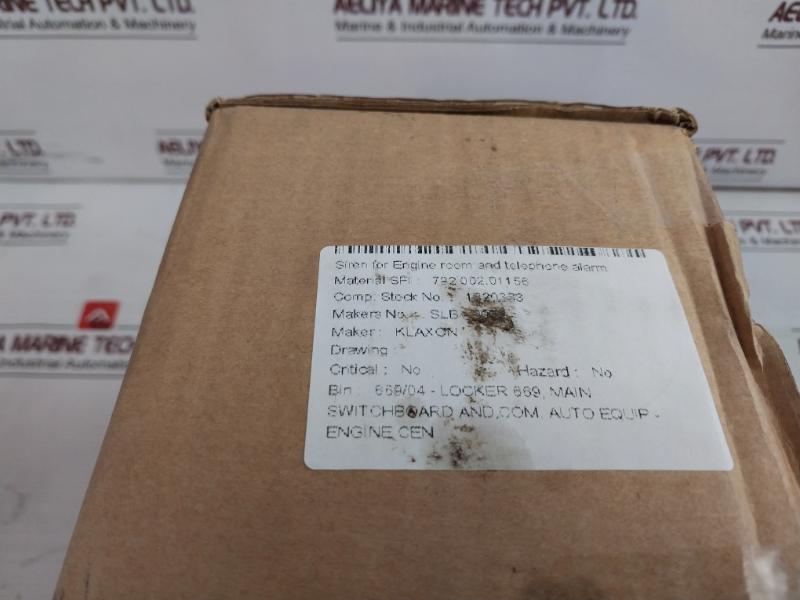 AELIYA MARINE TECH PVT. LTD.
Marine & Industrial Automation & Machinery
Siren for Engine room and telephone alarm
Material SFI : 792.002.01156
Comp. Stock No. :
Makers No. : SLB
Maker : KLAXON
Drawing :
Critical : No Hazard : No
Bin : 669/04 - LOCKER 669, MAIN
SWITCHBOARD AND,COM. AUTO EQUIP -
ENGINE CEN